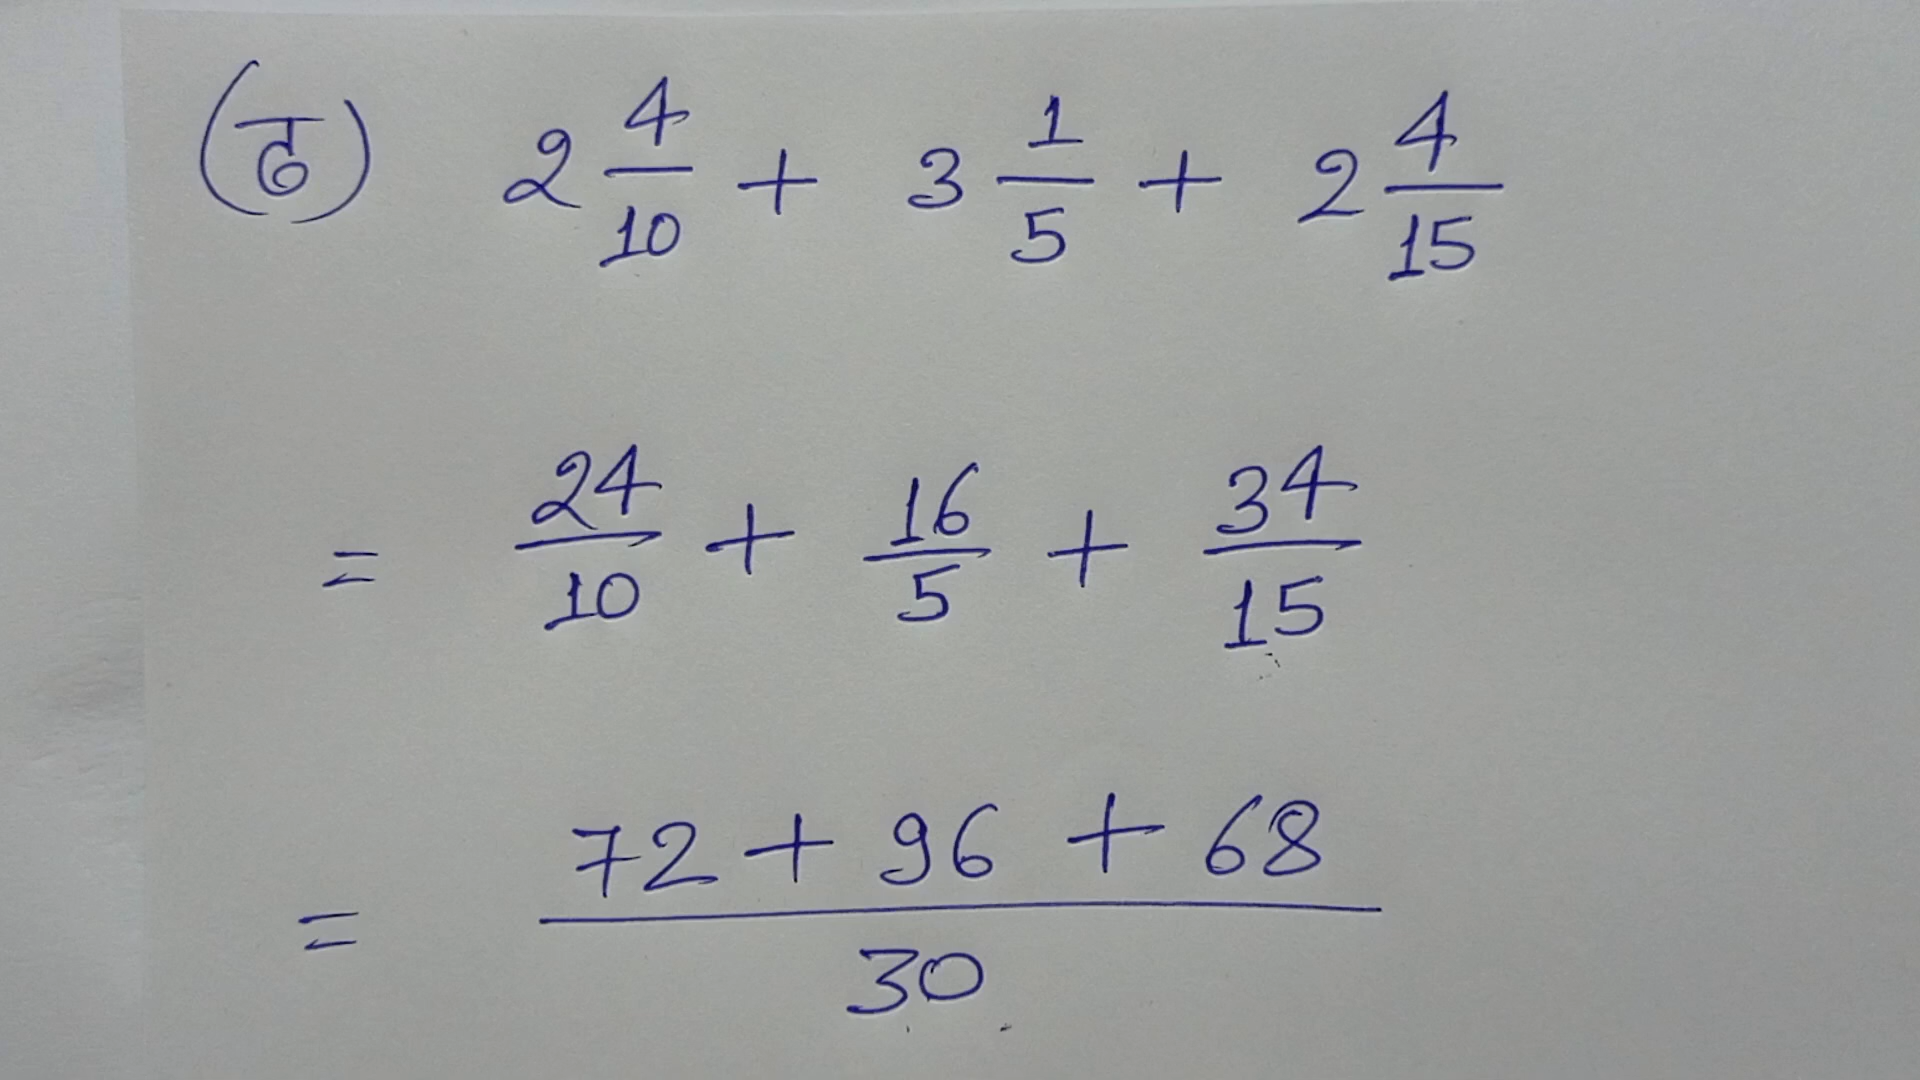 (ढ) 2 4/10 + 3 1/5 + 2 4/15
= 24/10 + 16/5 + 34/15
= 72 + 96 + 68 / 30